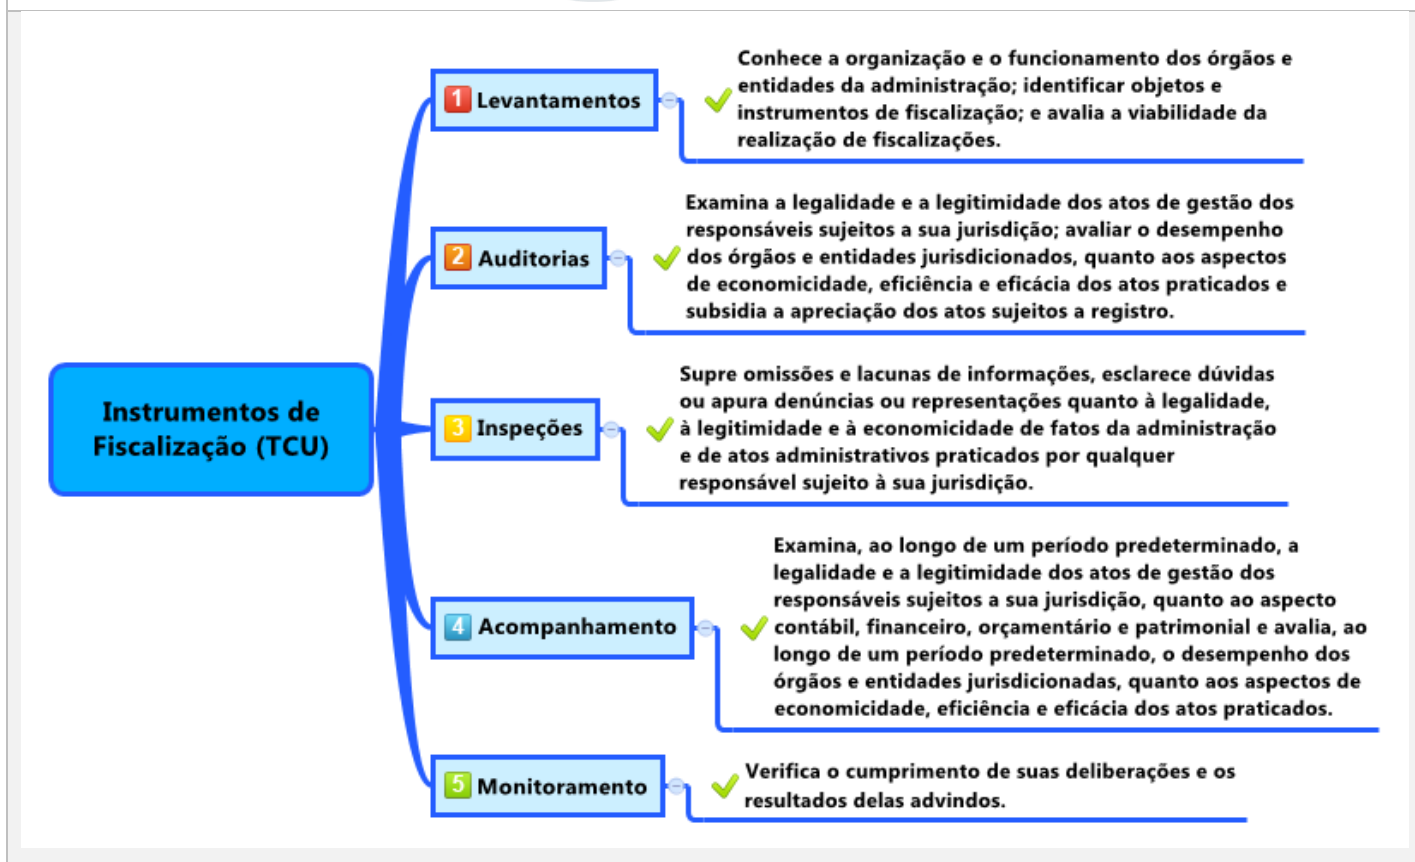 Instrumentos de
Fiscalização (TCU)
1 Levantamentos
Conhece a organização e o funcionamento dos órgãos e
entidades da administração; identificar objetos e
instrumentos de fiscalização; e avalia a viabilidade da
realização de fiscalizações.
2 Auditorias
Examina a legalidade e a legitimidade dos atos de gestão dos
responsáveis sujeitos a sua jurisdição; avaliar o desempenho
dos órgãos e entidades jurisdicionados, quanto aos aspectos
de economicidade, eficiência e eficácia dos atos praticados e
subsidia a apreciação dos atos sujeitos a registro.
3 Inspeções
Supre omissões e lacunas de informações, esclarece dúvidas
ou apura denúncias ou representações quanto à legalidade,
à legitimidade e à economicidade de fatos da administração
e de atos administrativos praticados por qualquer
responsável sujeito à sua jurisdição.
4 Acompanhamento
Examina, ao longo de um período predeterminado, a
legalidade e a legitimidade dos atos de gestão dos
responsáveis sujeitos a sua jurisdição, quanto ao aspecto
contábil, financeiro, orçamentário e patrimonial e avalia, ao
longo de um período predeterminado, o desempenho dos
órgãos e entidades jurisdicionadas, quanto aos aspectos de
economicidade, eficiência e eficácia dos atos praticados.
5 Monitoramento
Verifica o cumprimento de suas deliberações e os
resultados delas advindos.